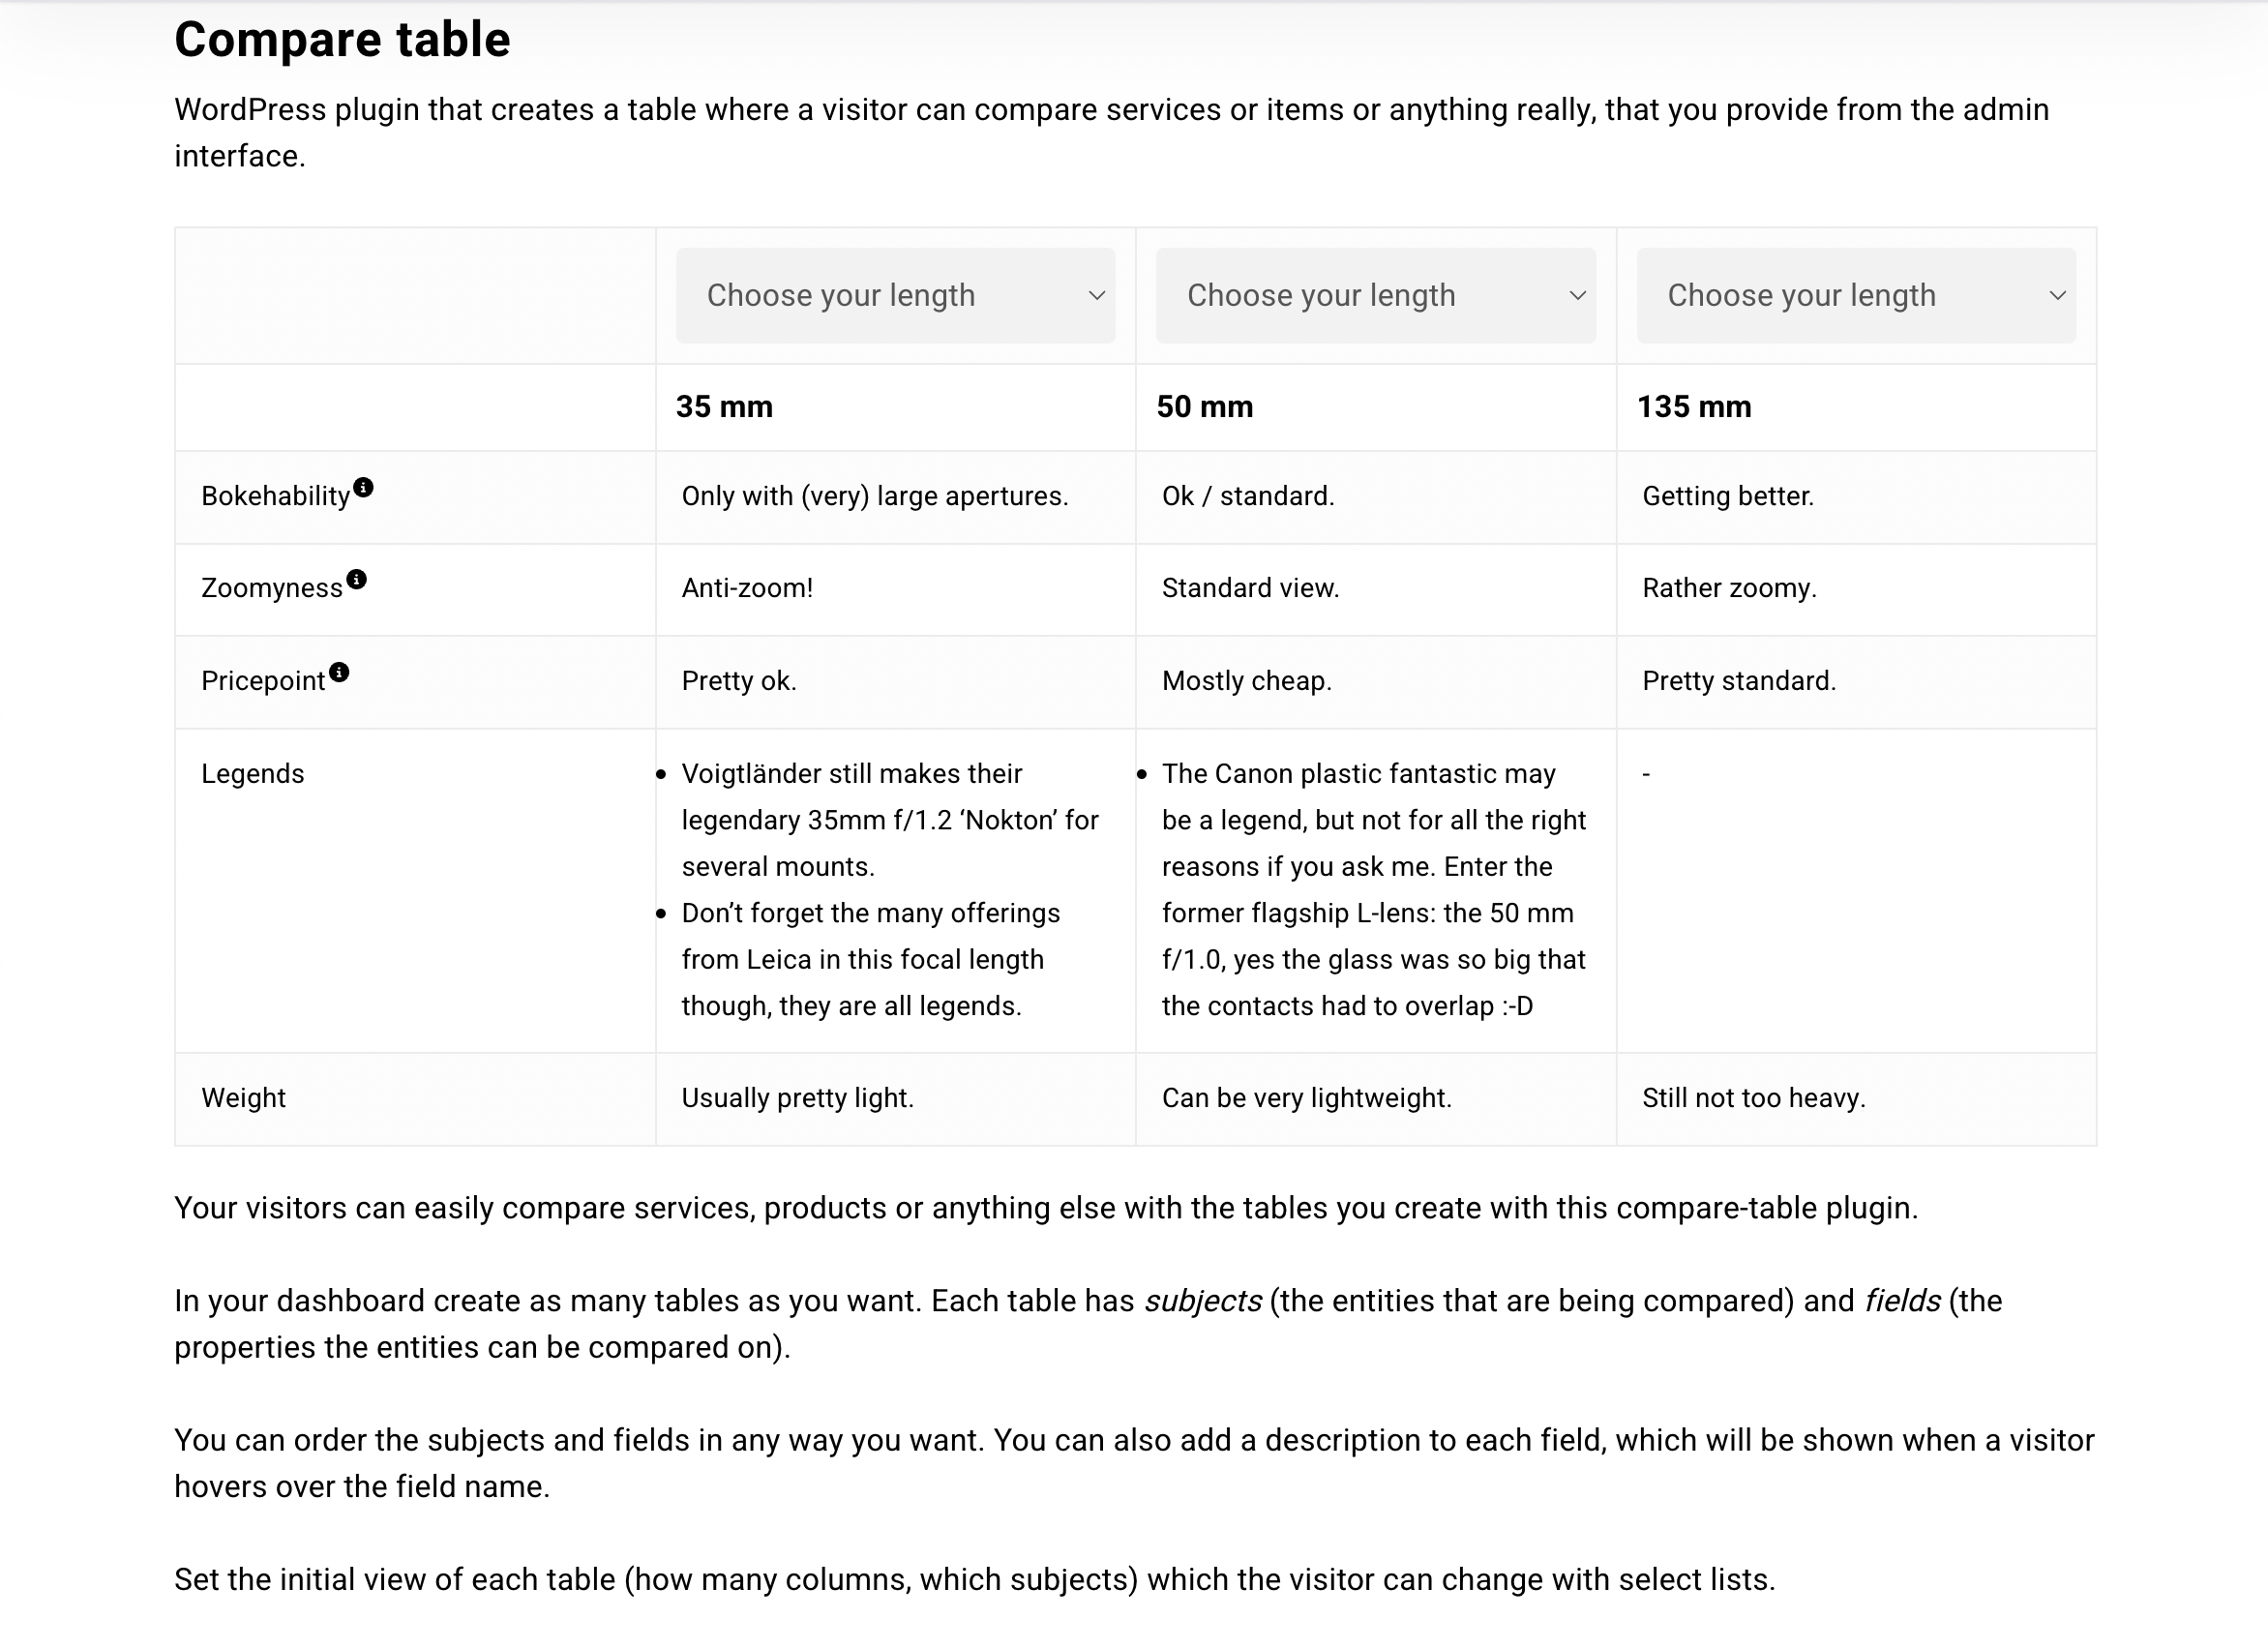 Compare table
WordPress plugin that creates a table where a visitor can compare services or items or anything really, that you provide from the admin
interface.
Choose your length
Choose your length
Choose your length
35 mm
50 mm
135 mm
Bokehability
Only with (very) large apertures.
Ok / standard.
Getting better.
Zoomyness
Anti-zoom!
Standard view.
Rather zoomy.
Pricepoint
Pretty ok.
Mostly cheap.
Pretty standard.
Legends
Voigtländer still makes their
legendary 35mm f/1.2 ‘Nokton’ for
several mounts.
Don’t forget the many offerings
from Leica in this focal length
though, they are all legends.
The Canon plastic fantastic may
be a legend, but not for all the right
reasons if you ask me. Enter the
former flagship L-lens: the 50 mm
f/1.0, yes the glass was so big that
the contacts had to overlap :-D
-
Weight
Usually pretty light.
Can be very lightweight.
Still not too heavy.
Your visitors can easily compare services, products or anything else with the tables you create with this compare-table plugin.
In your dashboard create as many tables as you want. Each table has subjects (the entities that are being compared) and fields (the
properties the entities can be compared on).
You can order the subjects and fields in any way you want. You can also add a description to each field, which will be shown when a visitor
hovers over the field name.
Set the initial view of each table (how many columns, which subjects) which the visitor can change with select lists.